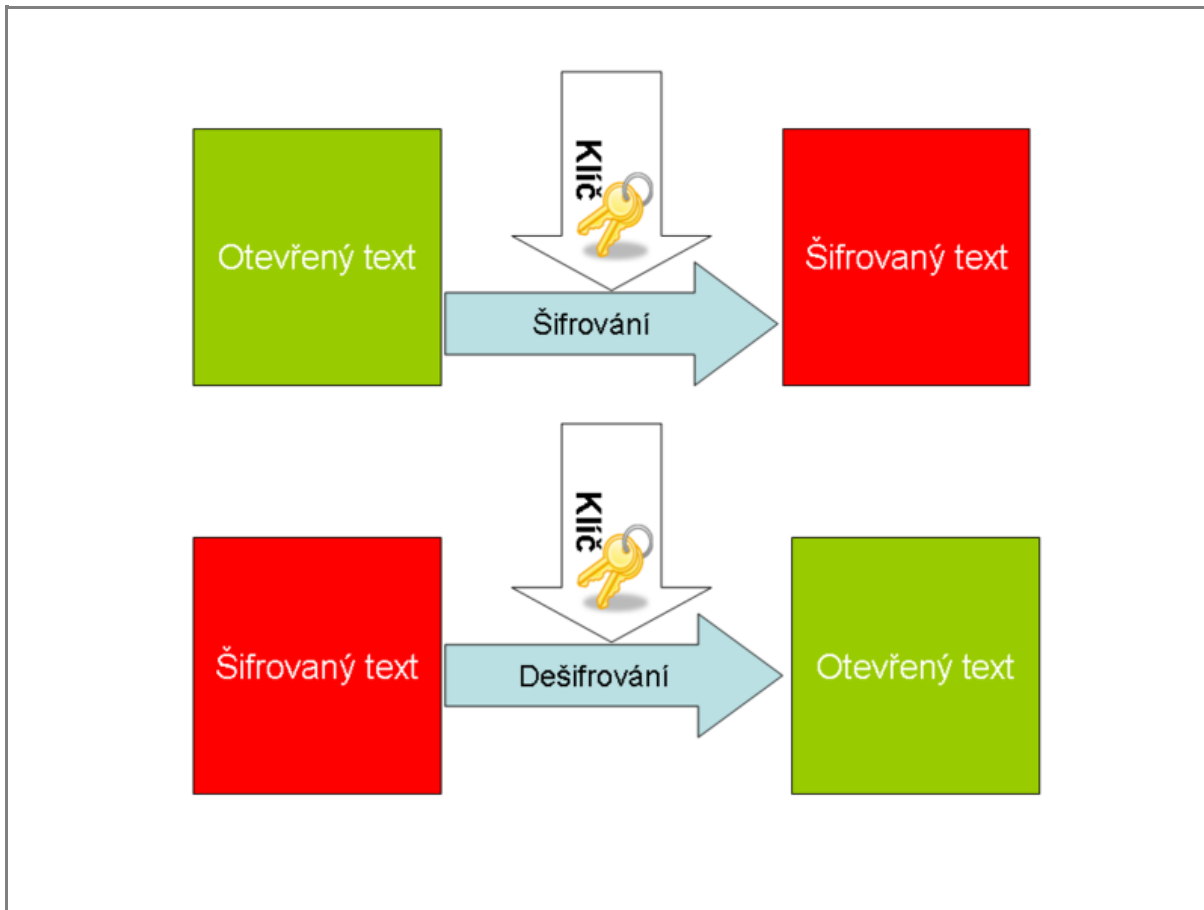 Klíč
Otevřený text
Šifrování
Šifrovaný text
Klíč
Šifrovaný text
Dešifrování
Otevřený text